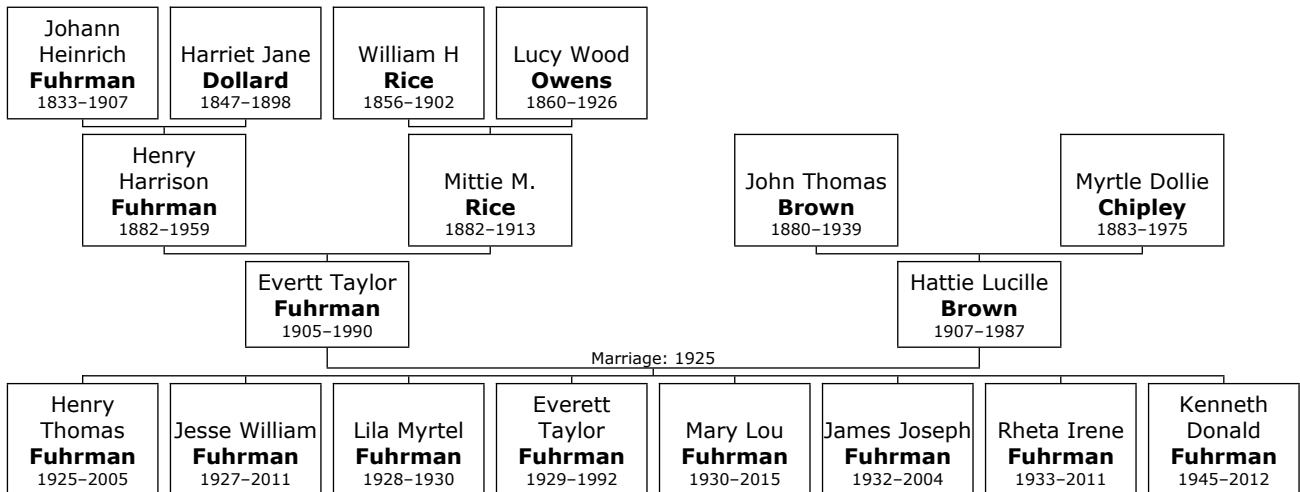 Johann
Heinrich
Fuhrman
1833–1907
Harriet Jane
Dollard
1847–1898
William H
Rice
1856–1902
Lucy Wood
Owens
1860–1926
Henry
Harrison
Fuhrman
1882–1959
Mittie M.
Rice
1882–1913
John Thomas
Brown
1880–1939
Myrtle Dollie
Chipley
1883–1975
Evertt Taylor
Fuhrman
1905–1990
Hattie Lucille
Brown
1907–1987
Marriage: 1925
Henry
Thomas
Fuhrman
1925–2005
Jesse William
Fuhrman
1927–2011
Lila Myrtel
Fuhrman
1928–1930
Everett
Taylor
Fuhrman
1929–1992
Mary Lou
Fuhrman
1930–2015
James Joseph
Fuhrman
1932–2004
Rheta Irene
Fuhrman
1933–2011
Kenneth
Donald
Fuhrman
1945–2012